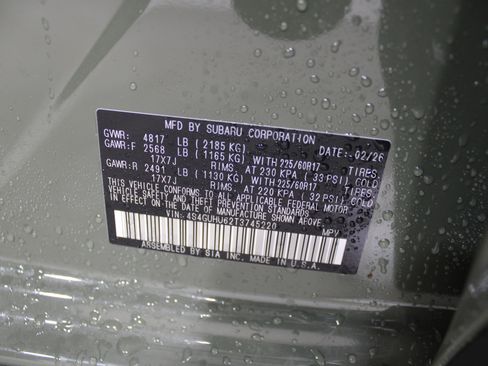 MFD BY SUBARU CORPORATION DATE: 02/26
GVWR: 4817 LB (2185 KG)
GAWR:F 2568 LB (1165 KG) WITH 225/60R17 TIRES,
17X7J RIMS, AT 230 KPA (33 PSI) COLD
GAWR:R 2491 LB (1130 KG) WITH 225/60R17 TIRES,
17X7J RIMS, AT 220 KPA (32 PSI) COLD
THIS VEHICLE CONFORMS TO ALL APPLICABLE FEDERAL MOTOR
VEHICLE SAFETY AND THEFT PREVENTION STANDARDS
IN EFFECT ON THE DATE OF MANUFACTURE SHOWN ABOVE.
VIN: 4S4GUHU62T3745220 MPV
ASSEMBLED BY SIA INC. MADE IN U.S.A.